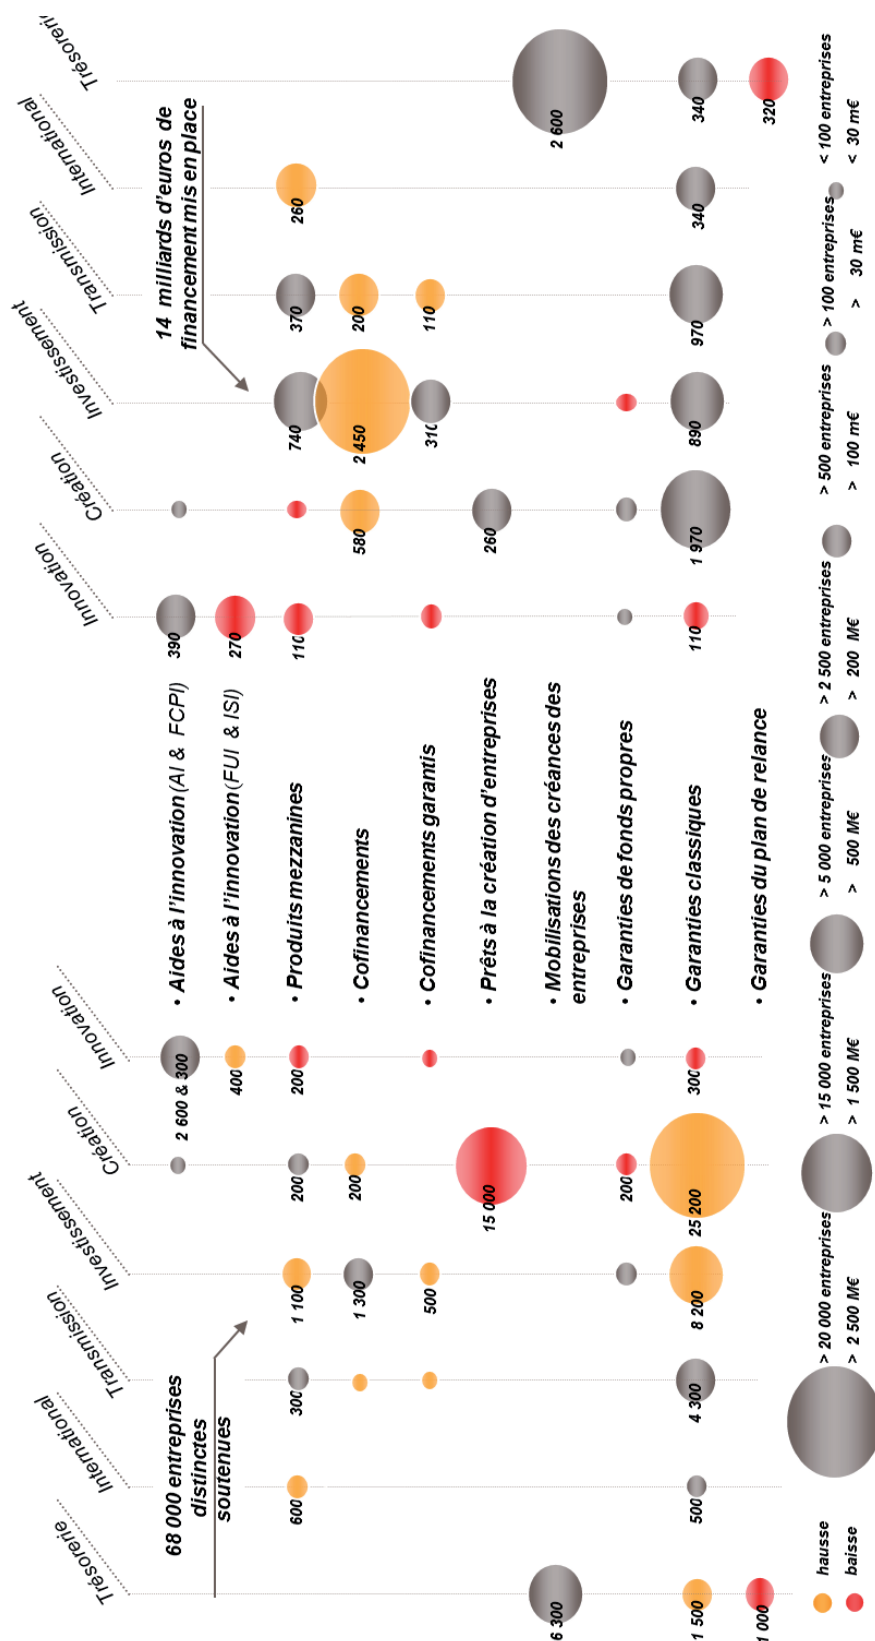 Trésorerie
International
Transmission
Investissement
Création
Innovation
Innovation
Création
Investissement
Transmission
International
Trésorerie
68 000 entreprises
distinctes
soutenues
14 milliards d'euros de
financement mis en place
2 600 & 300
• Aides à l'innovation (AI & FCPI)
390
400
• Aides à l'innovation (FUI & ISI)
270
600
300
1 100
200
200
• Produits mezzanines
110
740
370
260
1 300
200
• Cofinancements
580
2 450
200
500
• Cofinancements garantis
310
110
15 000
• Prêts à la création d'entreprises
260
6 300
• Mobilisations des créances des
entreprises
2 600
200
• Garanties de fonds propres
1 500
500
4 300
8 200
25 200
300
• Garanties classiques
110
1 970
890
970
340
340
1 000
• Garanties du plan de relance
320
hausse
baisse
> 20 000 entreprises
> 2 500 M€
> 15 000 entreprises
> 1 500 M€
> 5 000 entreprises
> 500 M€
> 2 500 entreprises
> 200 M€
> 500 entreprises
> 100 m€
> 100 entreprises
> 30 m€
< 100 entreprises
< 30 m€